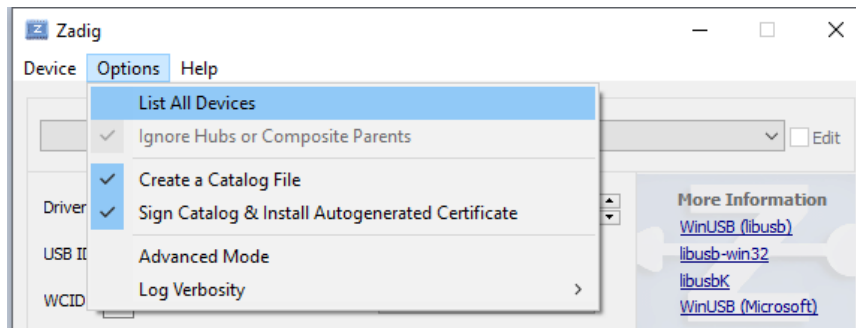 Zadig
Device Options Help
List All Devices
Ignore Hubs or Composite Parents
Edit
Create a Catalog File
Sign Catalog & Install Autogenerated Certificate
Advanced Mode
Log Verbosity
Driver
USB ID
WCID
More Information
WinUSB (libusb)
libusb-win32
libusbK
WinUSB (Microsoft)